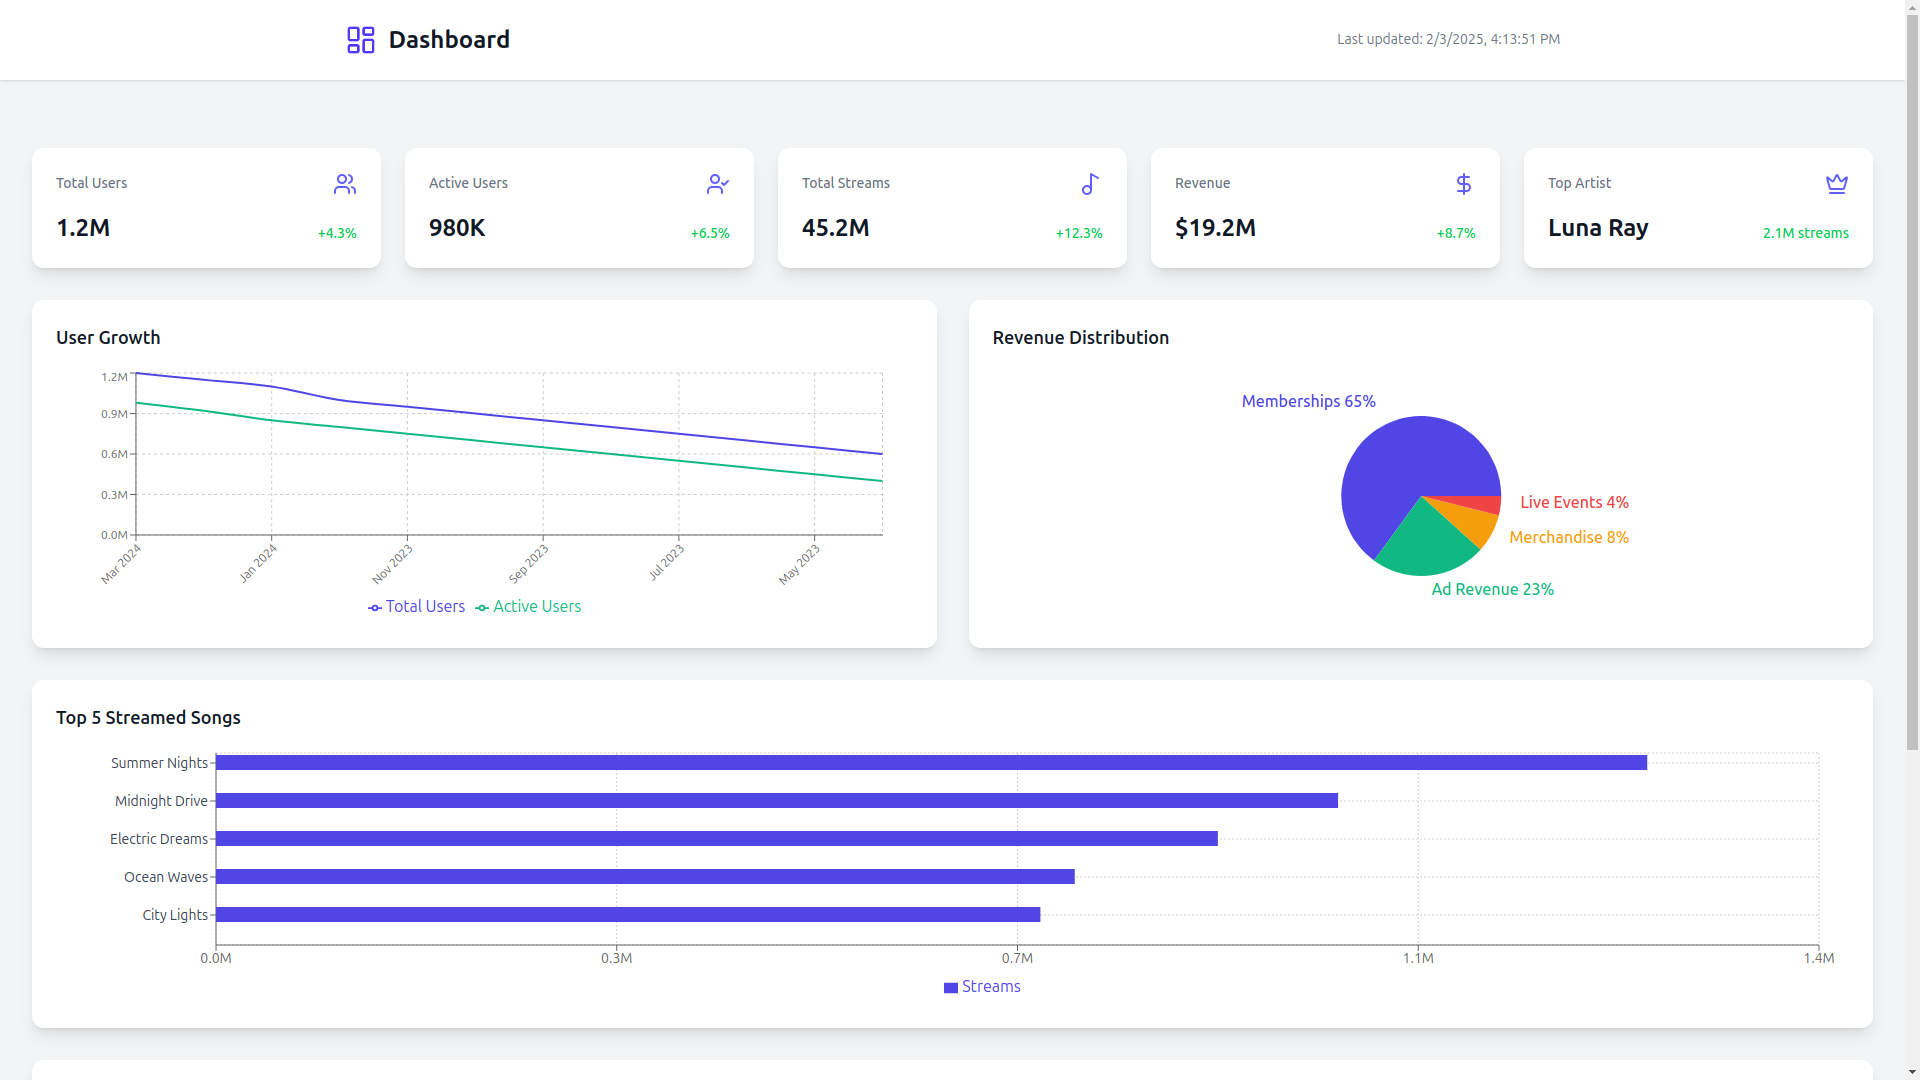 Dashboard
Last updated: 2/3/2025, 4:13:51 PM
Total Users
1.2M
+4.3%
Active Users
980K
+6.5%
Total Streams
45.2M
+12.3%
Revenue
$19.2M
+8.7%
Top Artist
Luna Ray
2.1M streams
User Growth
1.2M
0.9M
0.6M
0.3M
0.0M
Mar 2024
Jan 2024
Nov 2023
Sep 2023
Jul 2023
May 2023
Total Users
Active Users
Revenue Distribution
Memberships 65%
Live Events 4%
Merchandise 8%
Ad Revenue 23%
Top 5 Streamed Songs
Summer Nights
Midnight Drive
Electric Dreams
Ocean Waves
City Lights
0.0M
0.3M
0.7M
1.1M
1.4M
Streams